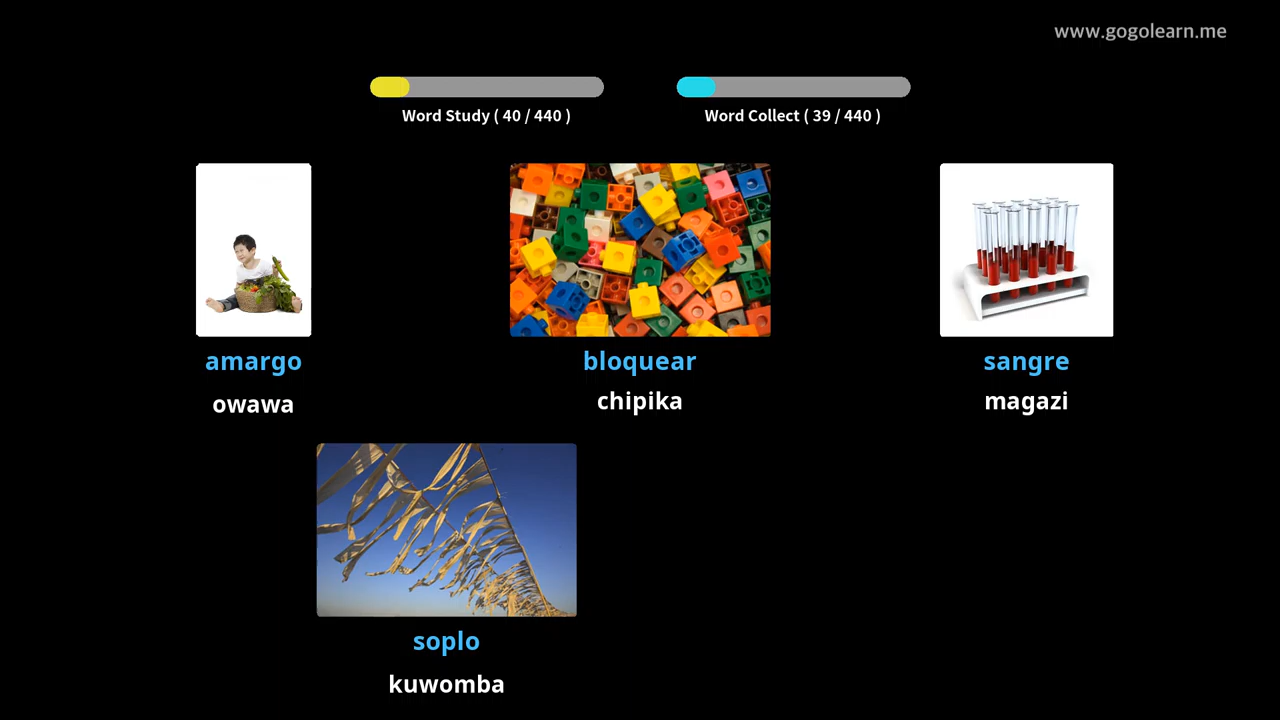 www.gogolearn.me
Word Study ( 40 / 440 )
Word Collect ( 39 / 440 )
amargo
owawa
bloquear
chipika
sangre
magazi
soplo
kuwomba